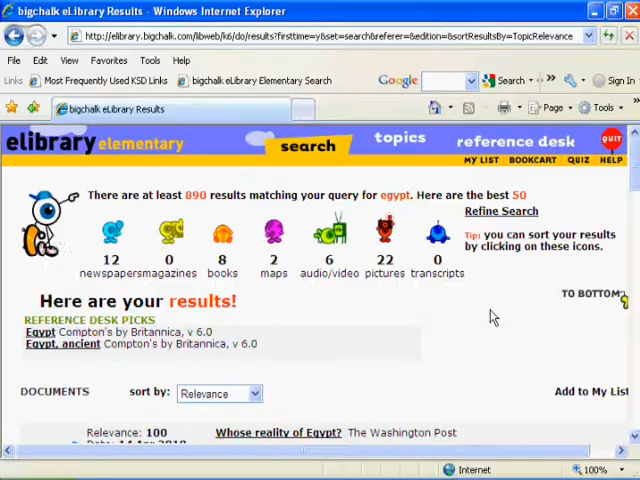 bigchalk eLibrary Results - Windows Internet Explorer
http://elibrary.bigchalk.com/libweb/k6/do/results?firsttime=y&set=search&referer=&edition=&sortResultsBy=TopicRelevance
File Edit View Favorites Tools Help
Links Most Frequently Used KSD Links bigchalk eLibrary Elementary Search Google Search Sign In
bigchalk eLibrary Results Page Tools
elibrary elementary search topics reference desk QUIT
MY LIST BOOKCART QUIZ HELP
There are at least 890 results matching your query for egypt. Here are the best 50
Refine Search
Tip: you can sort your results
by clicking on these icons.
12 0 8 2 6 22 0
newspapers magazines books maps audio/video pictures transcripts
TO BOTTOM
Here are your results!
REFERENCE DESK PICKS
Egypt Compton's by Britannica, v 6.0
Egypt, ancient Compton's by Britannica, v 6.0
DOCUMENTS sort by: Relevance Add to My List
Relevance: 100 Whose reality of Egypt? The Washington Post
Internet 100%